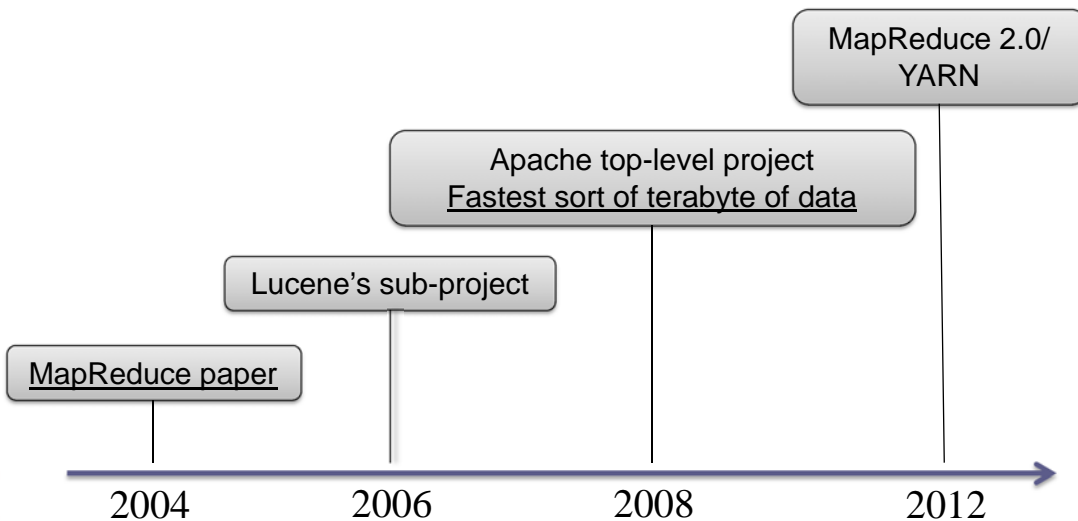 MapReduce 2.0/
YARN
Apache top-level project
Fastest sort of terabyte of data
Lucene’s sub-project
MapReduce paper
2004
2006
2008
2012